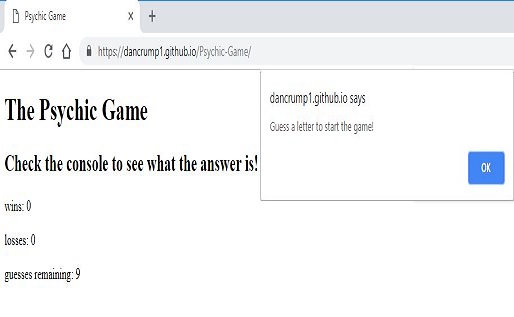 Psychic Game
https://dancrump1.github.io/Psychic-Game/
dancrump1.github.io says
Guess a letter to start the game!
OK
The Psychic Game
Check the console to see what the answer is!
wins: 0
losses: 0
guesses remaining: 9